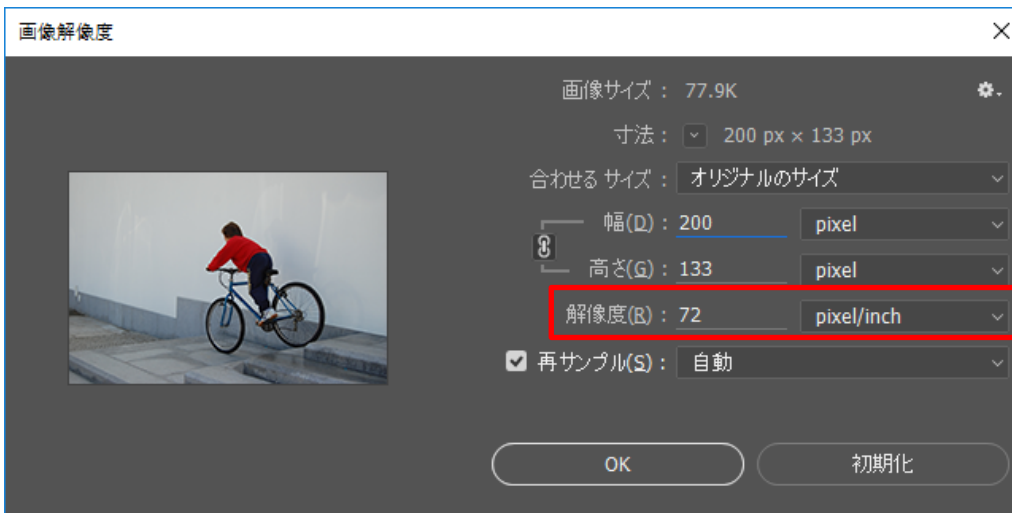 画像解像度
画像サイズ : 77.9K
寸法 : 200 px × 133 px
合わせる サイズ : オリジナルのサイズ
幅(D) : 200 pixel
高さ(G) : 133 pixel
解像度(R) : 72 pixel/inch
再サンプル(S) : 自動
OK 初期化